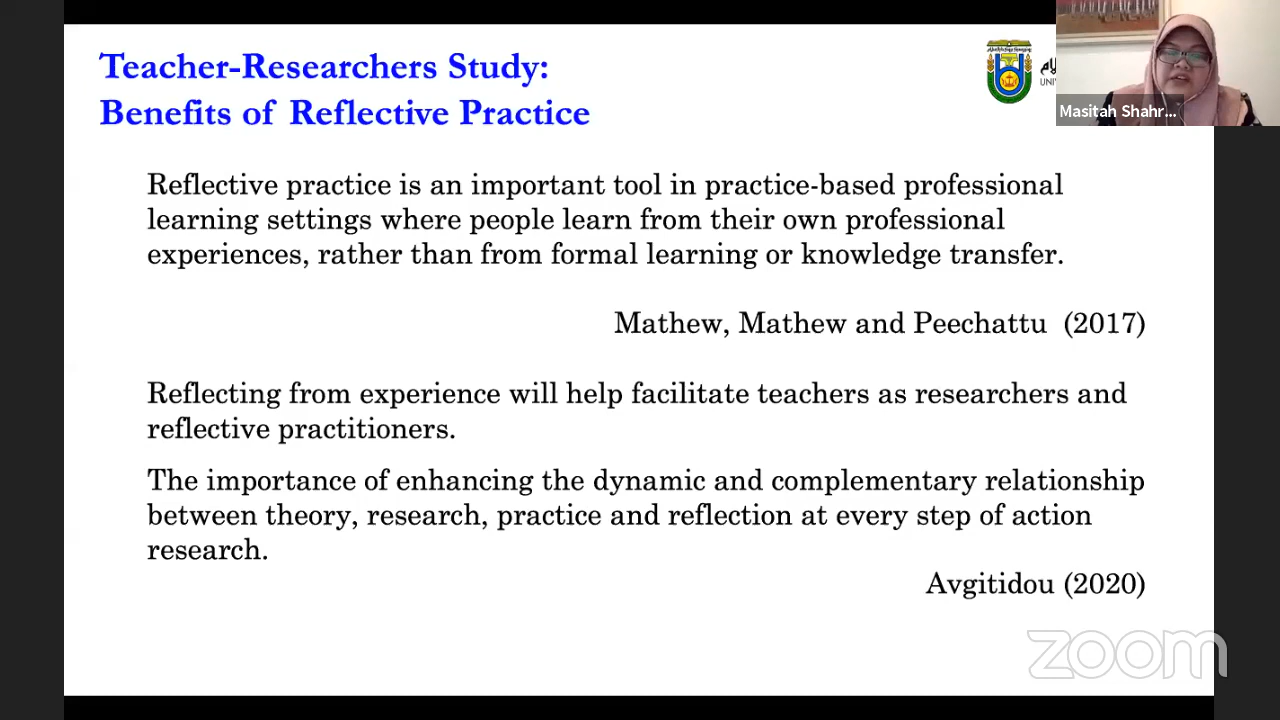 Teacher-Researchers Study:
Benefits of Reflective Practice
UNIV
Masitah Shahr...
Reflective practice is an important tool in practice-based professional
learning settings where people learn from their own professional
experiences, rather than from formal learning or knowledge transfer.
Mathew, Mathew and Peechattu (2017)
Reflecting from experience will help facilitate teachers as researchers and
reflective practitioners.
The importance of enhancing the dynamic and complementary relationship
between theory, research, practice and reflection at every step of action
research.
Avgitidou (2020)
zoom